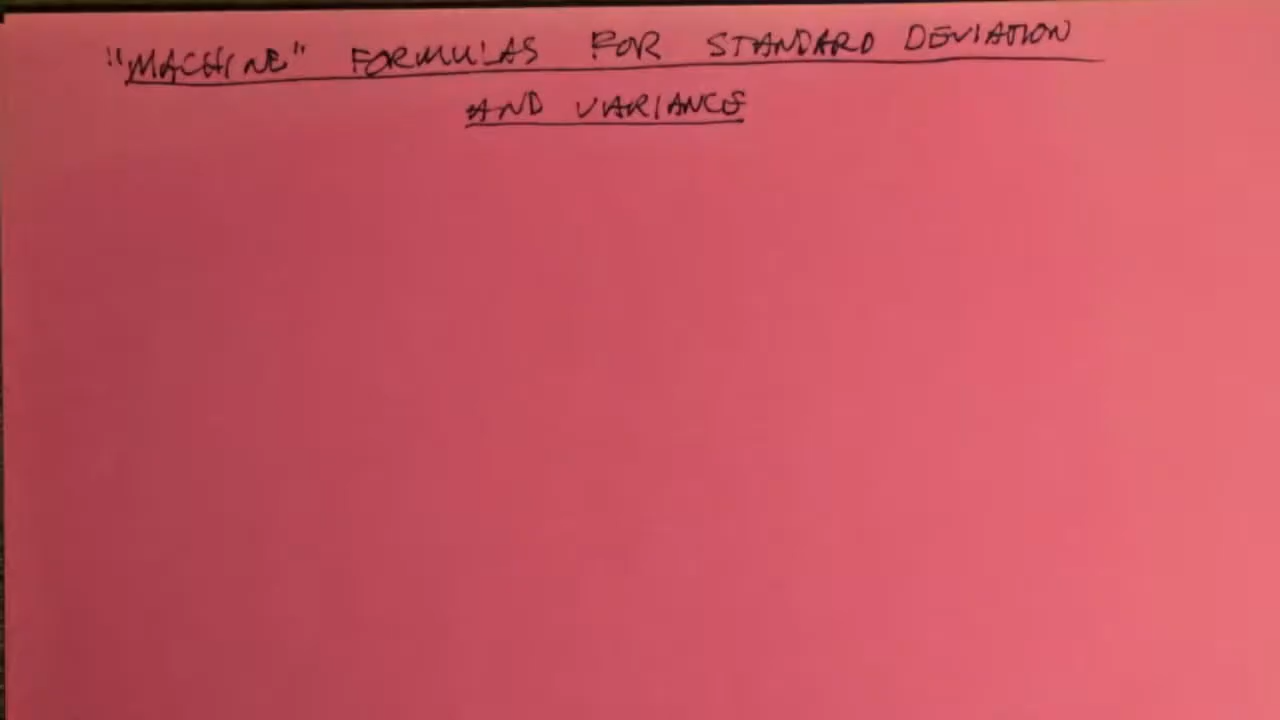 "MACHINE" FORMULAS FOR STANDARD DEVIATION
AND VARIANCE